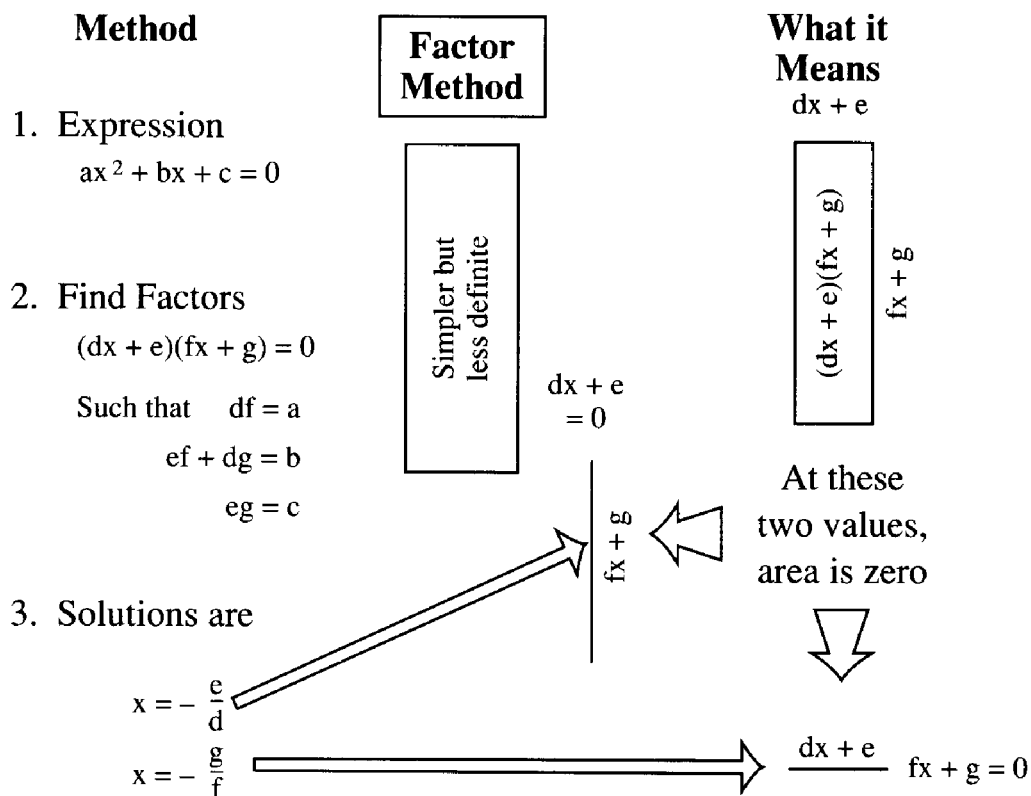 Method
1. Expression
ax² + bx + c = 0
2. Find Factors
(dx + e)(fx + g) = 0
Such that df = a
ef + dg = b
eg = c
3. Solutions are
x = – e/d
x = – g/f
Factor
Method
Simpler but
less definite
dx + e
= 0
fx + g
What it
Means
dx + e
(dx + e)(fx + g)
fx + g
At these
two values,
area is zero
dx + e fx + g = 0